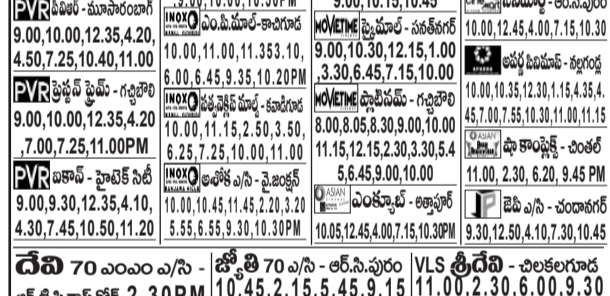 PVR పివిఆర్ - మూసారంబాగ్
9.00,10.00,12.35,4.20,
4.50,7.25,10.40,11.00
PVR ప్రెస్టన్ ప్రైమ్ - గచ్చిబౌలి
9.00,10.00,12.35,4.20
,7.00,7.25,11.00PM
PVR ఐకాన్ - హైటెక్ సిటీ
9.00,9.30,12.35,4.10,
4.30,7.45,10.50,11.20
INOX ఎం.పి.మాల్-కాచిగూడ
10.00,11.00,11.353.10,
6.00,6.45,9.35,10.20PM
INOX సత్వనెక్లెస్ మాల్ - కవాడిగూడ
10.00,11.15,2.50,3.50,
6.25,7.25,10.00,11.00
INOX అశోక ఎ/సి - వై.జంక్షన్
10.00,10.45,11.45,2.20,3.20
5.55,6.55,9.30,10.30PM
10.00,10.15,10.45
MOVIETIME ప్రైమాల్ - సనత్‌నగర్
9.00,10.30,12.15,1.00
,3.30,6.45,7.15,10.00
MOVIETIME ప్లాటినమ్ - గచ్చిబౌలి
8.00,8.05,8.30,9.00,10.00
11.15,12.15,2.30,3.30,5.4
5,6.45,9.00,10.00
ASIAN ఎంక్యూబ్ - అత్తాపూర్
10.05,12.45,4.00,7.15,10.30PM
- ఆర్.సి.పురం
10.00,12.45,4.00,7.15,10.30
అపర్ణ సినిమాస్ - నల్లగండ్ల
10.00,10.35,12.30,1.15,4.35,4.
45,7.00,7.55,10.30,11.00,11.15
ASIAN షా కాంప్లెక్స్ - చింతల్
11.00, 2.30, 6.20, 9.45 PM
జెపి ఎ/సి - చందానగర్
9.30,12.50,4.10,7.30,10.45
దేవి 70 ఎంఎం ఎ/సి -
2.30PM
జ్యోతి 70 ఎ/సి - ఆర్.సి.పురం
10.45,2.15,5.45,9.15
VLS శ్రీదేవి - చిలకలగూడ
11.00,2.30,6.00,9.30